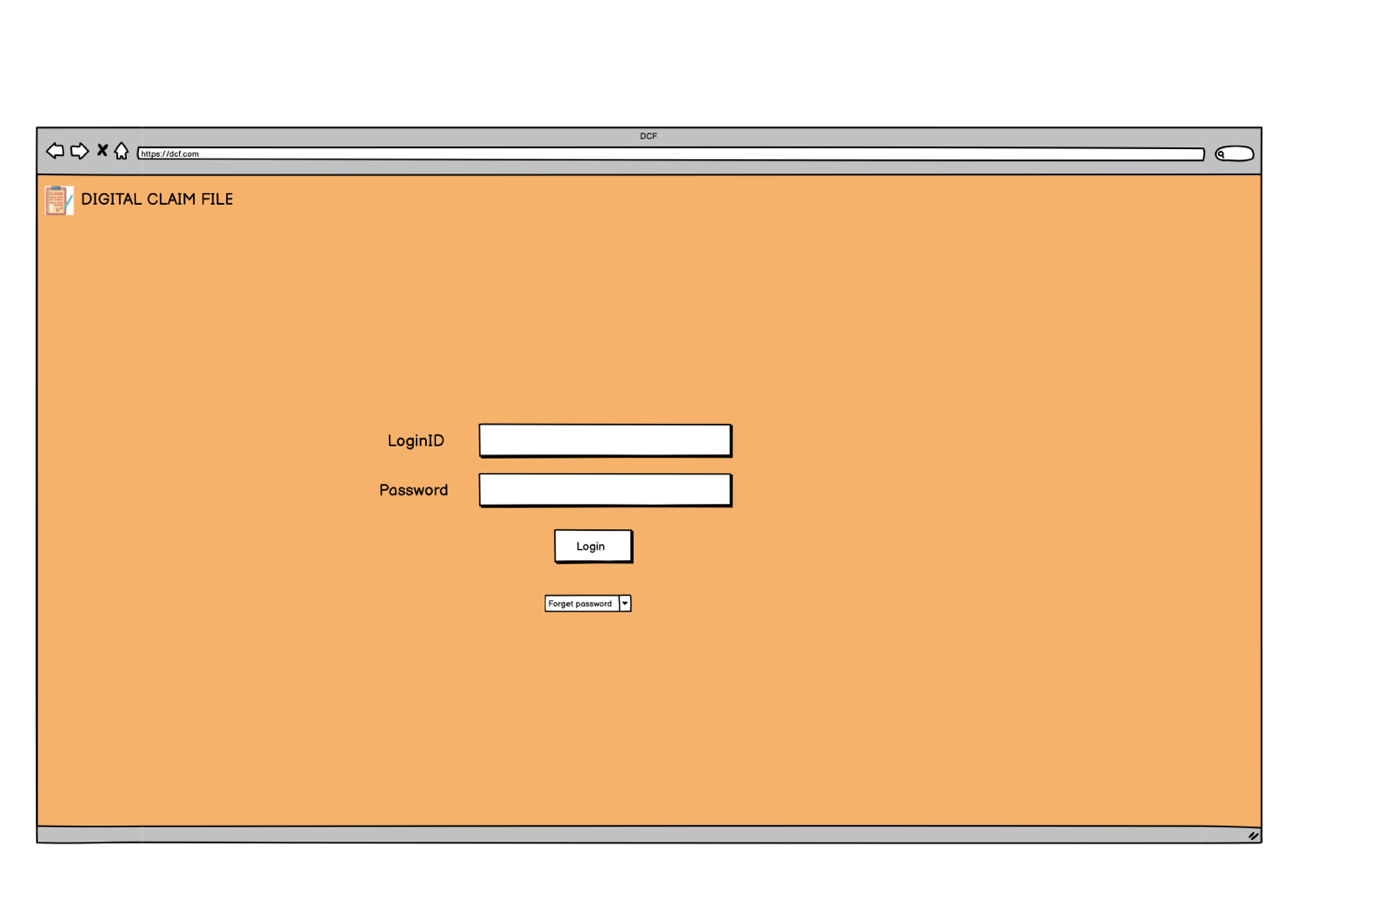 DCF
https://dcf.com
DIGITAL CLAIM FILE
LoginID
Password
Login
Forget password